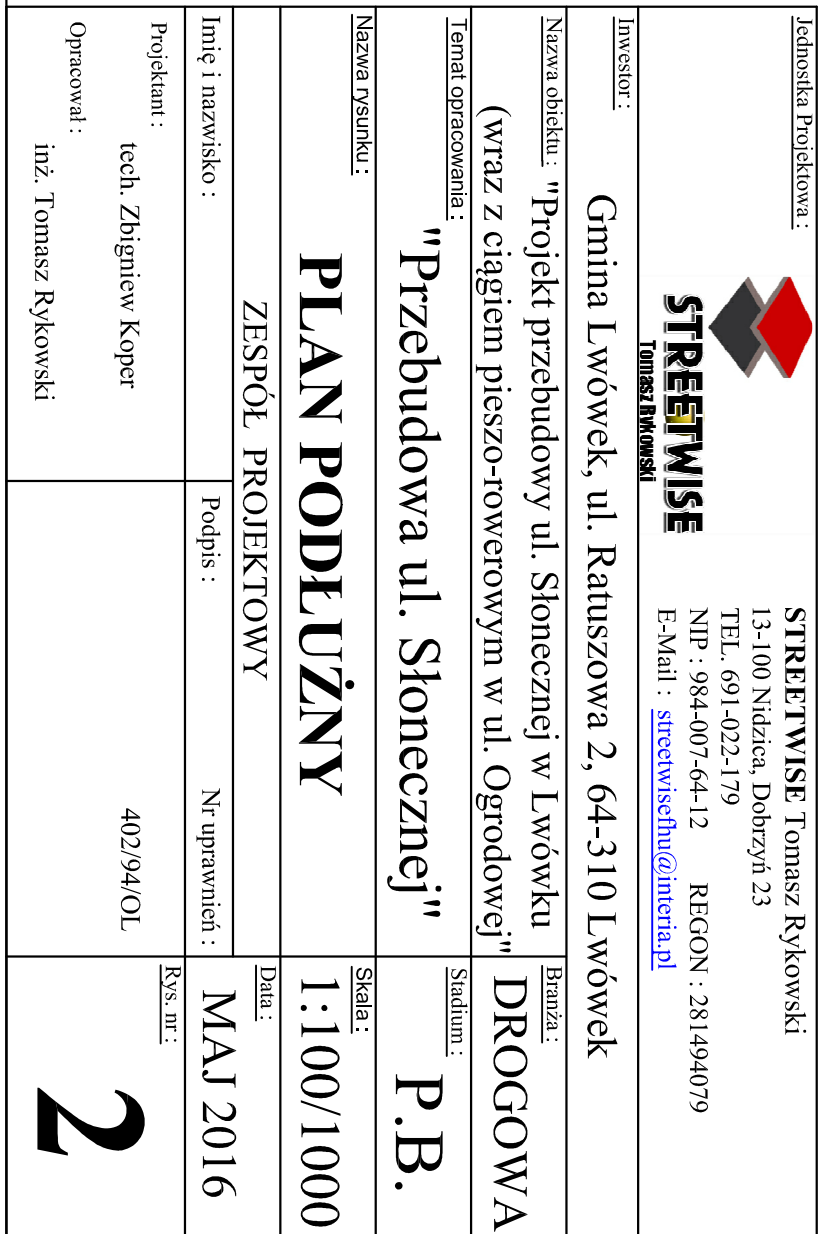 Jednostka Projektowa :
STREETWISE
Tomasz Rykowski
STREETWISE Tomasz Rykowski
13-100 Nidzica, Dobrzyń 23
TEL. 691-022-179
NIP : 984-007-64-12 REGON : 281494079
E-Mail : streetwisefhu@interia.pl
Inwestor :
Gmina Lwówek, ul. Ratuszowa 2, 64-310 Lwówek
Nazwa obiektu : "Projekt przebudowy ul. Słonecznej w Lwówku
(wraz z ciągiem pieszo-rowerowym w ul. Ogrodowej"
Branża :
DROGOWA
Temat opracowania :
"Przebudowa ul. Słonecznej"
Stadium :
P.B.
Nazwa rysunku :
PLAN PODŁUŻNY
Skala :
1:100/1000
ZESPÓŁ PROJEKTOWY
Data :
MAJ 2016
Imię i nazwisko :
Podpis :
Nr uprawnień :
Projektant :
tech. Zbigniew Koper
402/94/OL
Opracował :
inż. Tomasz Rykowski
Rys. nr :
2